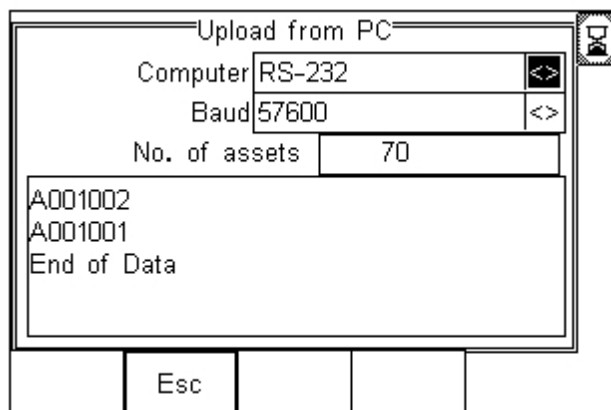 Upload from PC
Computer RS-232 <>
Baud 57600 <>
No. of assets 70
A001002
A001001
End of Data
Esc